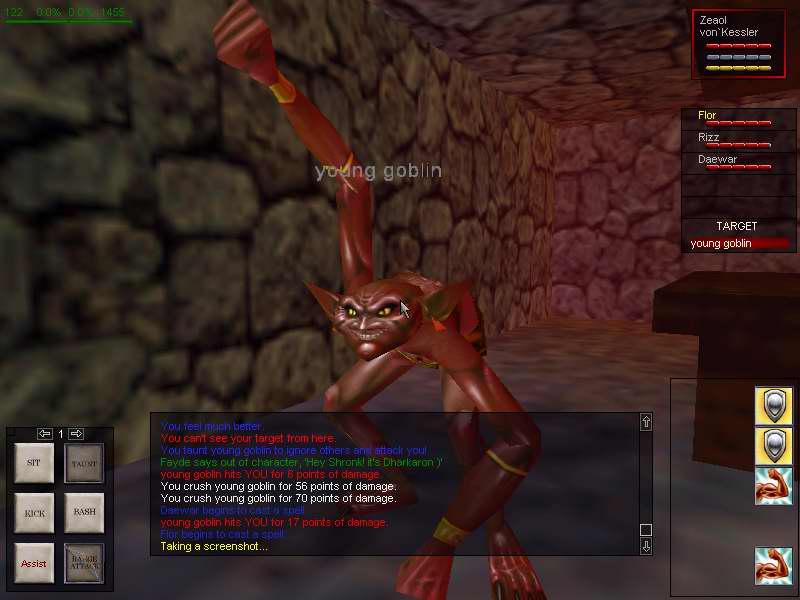 122 0.0% 0.0% 1455
Zeaol
von`Kessler
Flor
Rizz
Daewar
young goblin
TARGET
young goblin
1
SIT
TAUNT
KICK
BASH
Assist
You feel much better.
You can't see your target from here.
You taunt young goblin to ignore others and attack you!
Fayde says out of character, 'Hey Shronk! it's Dharkaron )'
young goblin hits YOU for 6 points of damage.
You crush young goblin for 56 points of damage.
You crush young goblin for 70 points of damage.
Daewar begins to cast a spell.
young goblin hits YOU for 17 points of damage.
Flor begins to cast a spell.
Taking a screenshot...